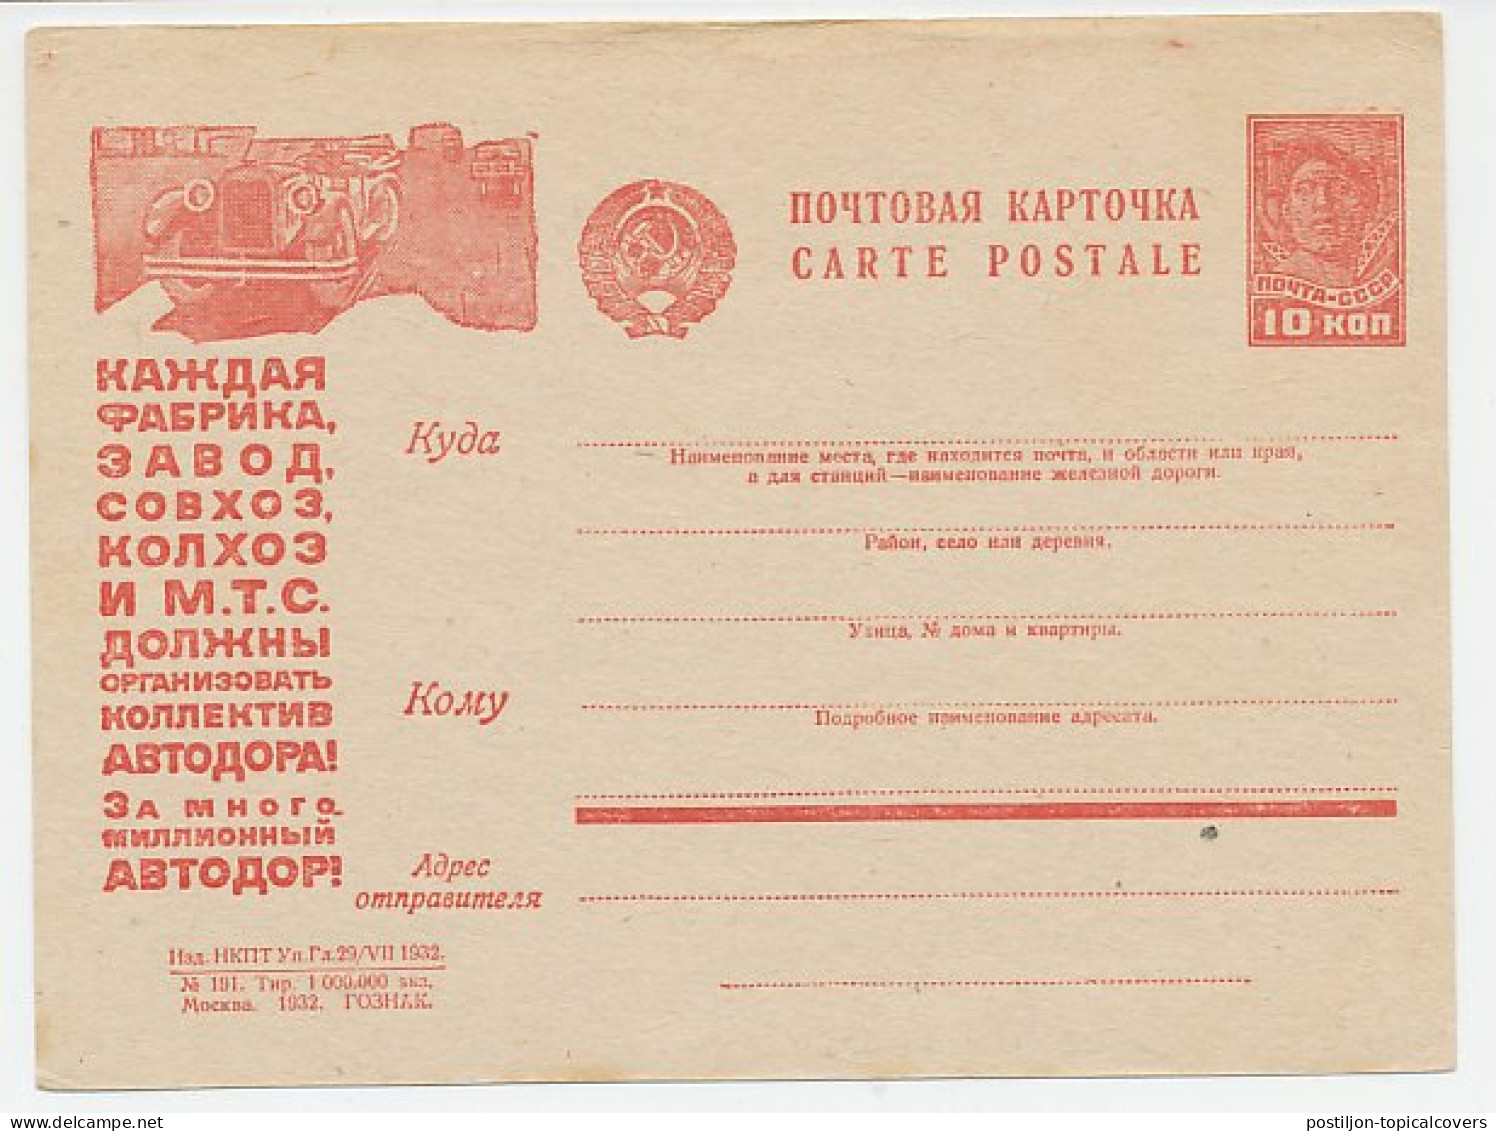 ПОЧТОВАЯ КАРТОЧКА
CARTE POSTALE
ПОЧТА-СССР
10 КОП
КАЖДАЯ
ФАБРИКА,
ЗАВОД,
СОВХОЗ,
КОЛХОЗ
И М.Т.С.
ДОЛЖНЫ
ОРГАНИЗОВАТЬ
КОЛЛЕКТИВ
АВТОДОРА!
ЗА МНОГО-
МИЛЛИОННЫЙ
АВТОДОР!
Куда
Наименование места, где находится почта, и области или края,
а для станций—наименование железной дороги.
Район, село или деревня.
Улица, № дома и квартиры.
Кому
Подробное наименование адресата.
Адрес
отправителя
Изд. НКПТ Уп.Гл.29/VII 1932.
№ 191. Тир. 1 000.000 экз.
Москва. 1932. ГОЗНАК.
postiljon-topicalcovers